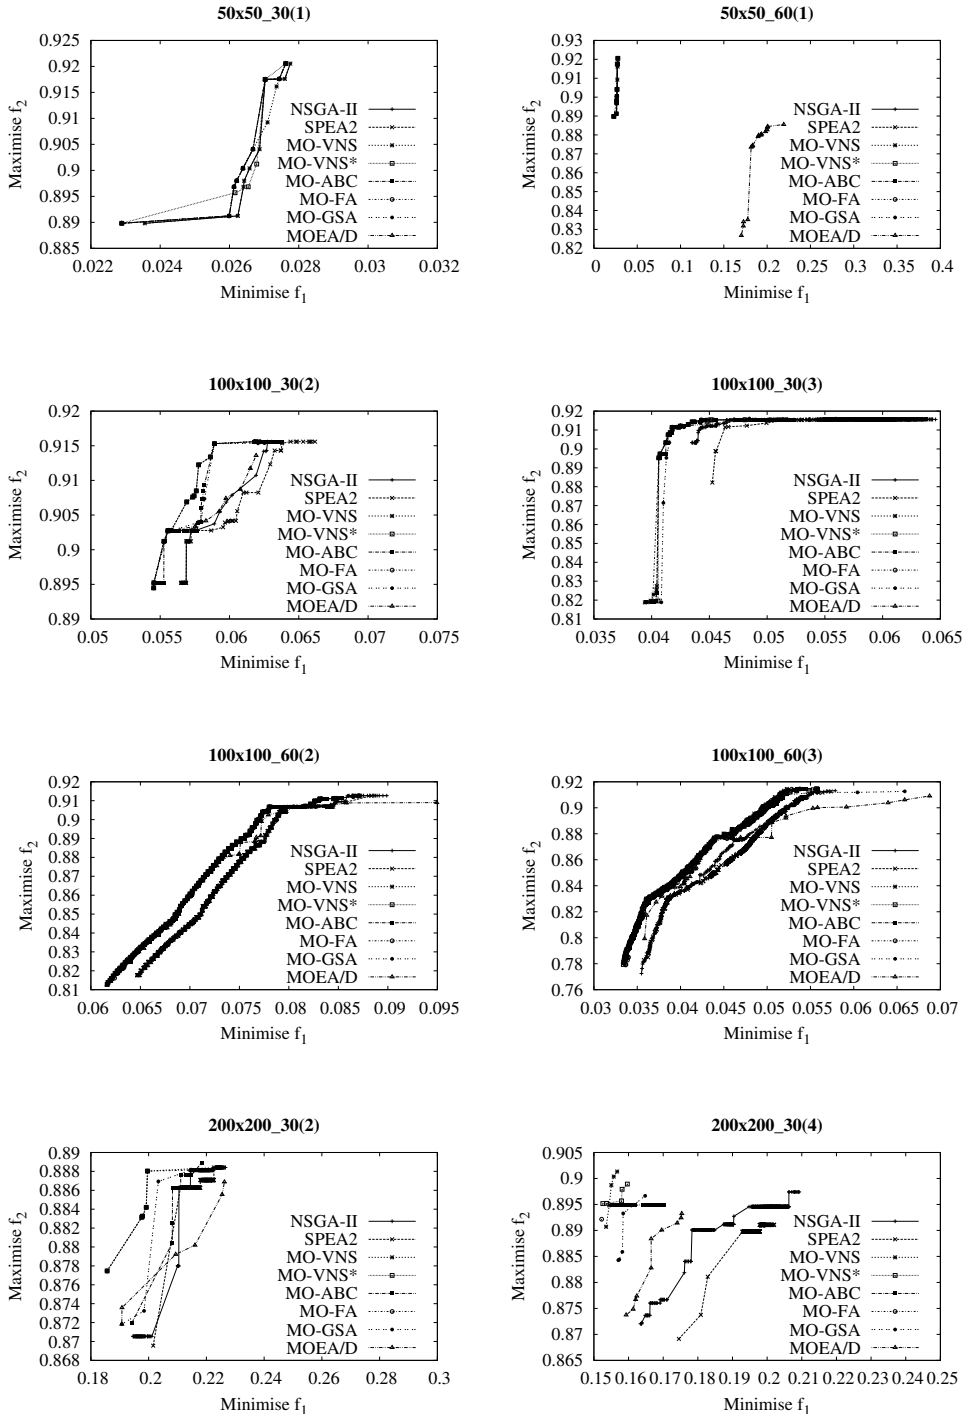 50x50_30(1)
Maximise f2
0.925
0.92
0.915
0.91
0.905
0.9
0.895
0.89
0.885
NSGA-II
SPEA2
MO-VNS
MO-VNS*
MO-ABC
MO-FA
MO-GSA
MOEA/D
0.022 0.024 0.026 0.028 0.03 0.032
Minimise f1
50x50_60(1)
Maximise f2
0.93
0.92
0.91
0.9
0.89
0.88
0.87
0.86
0.85
0.84
0.83
0.82
NSGA-II
SPEA2
MO-VNS
MO-VNS*
MO-ABC
MO-FA
MO-GSA
MOEA/D
0 0.05 0.1 0.15 0.2 0.25 0.3 0.35 0.4
Minimise f1
100x100_30(2)
Maximise f2
0.92
0.915
0.91
0.905
0.9
0.895
0.89
NSGA-II
SPEA2
MO-VNS
MO-VNS*
MO-ABC
MO-FA
MO-GSA
MOEA/D
0.05 0.055 0.06 0.065 0.07 0.075
Minimise f1
100x100_30(3)
Maximise f2
0.92
0.91
0.9
0.89
0.88
0.87
0.86
0.85
0.84
0.83
0.82
0.81
NSGA-II
SPEA2
MO-VNS
MO-VNS*
MO-ABC
MO-FA
MO-GSA
MOEA/D
0.035 0.04 0.045 0.05 0.055 0.06 0.065
Minimise f1
100x100_60(2)
Maximise f2
0.92
0.91
0.9
0.89
0.88
0.87
0.86
0.85
0.84
0.83
0.82
0.81
NSGA-II
SPEA2
MO-VNS
MO-VNS*
MO-ABC
MO-FA
MO-GSA
MOEA/D
0.06 0.065 0.07 0.075 0.08 0.085 0.09 0.095
Minimise f1
100x100_60(3)
Maximise f2
0.92
0.9
0.88
0.86
0.84
0.82
0.8
0.78
0.76
NSGA-II
SPEA2
MO-VNS
MO-VNS*
MO-ABC
MO-FA
MO-GSA
MOEA/D
0.03 0.035 0.04 0.045 0.05 0.055 0.06 0.065 0.07
Minimise f1
200x200_30(2)
Maximise f2
0.89
0.888
0.886
0.884
0.882
0.88
0.878
0.876
0.874
0.872
0.87
0.868
NSGA-II
SPEA2
MO-VNS
MO-VNS*
MO-ABC
MO-FA
MO-GSA
MOEA/D
0.18 0.2 0.22 0.24 0.26 0.28 0.3
Minimise f1
200x200_30(4)
Maximise f2
0.905
0.9
0.895
0.89
0.885
0.88
0.875
0.87
0.865
NSGA-II
SPEA2
MO-VNS
MO-VNS*
MO-ABC
MO-FA
MO-GSA
MOEA/D
0.15 0.16 0.17 0.18 0.19 0.2 0.21 0.22 0.23 0.24 0.25
Minimise f1